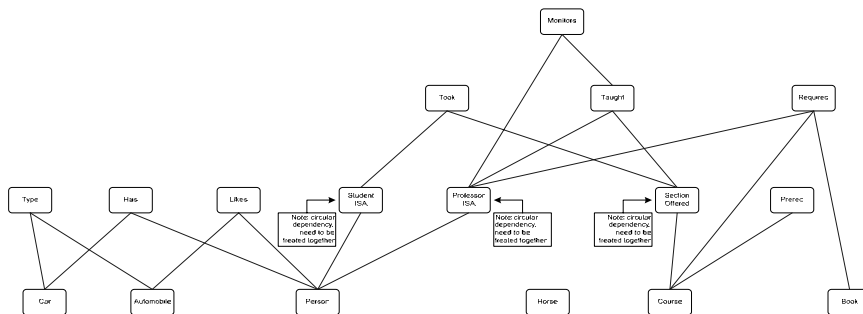 Monitors
Took
Taught
Requires
Type
Has
Likes
Student
ISA
Professor
ISA
Section
Offered
Prereq
Note: circular
dependency,
need to be
treated together
Note: circular
dependency,
need to be
treated together
Note: circular
dependency,
need to be
treated together
Car
Automobile
Person
Horse
Course
Book